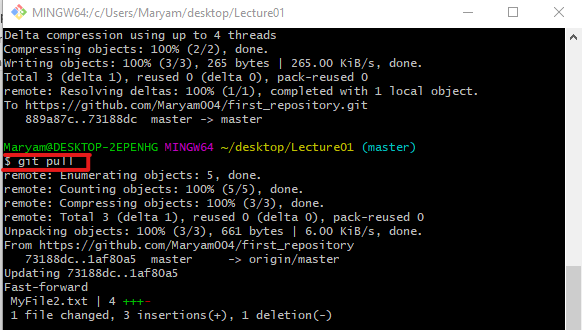 MINGW64:/c/Users/Maryam/desktop/Lecture01
Delta compression using up to 4 threads
Compressing objects: 100% (2/2), done.
Writing objects: 100% (3/3), 265 bytes | 265.00 KiB/s, done.
Total 3 (delta 1), reused 0 (delta 0), pack-reused 0
remote: Resolving deltas: 100% (1/1), completed with 1 local object.
To https://github.com/Maryam004/first_repository.git
   889a87c..73188dc  master -> master
Maryam@DESKTOP-2EPENHG MINGW64 ~/desktop/Lecture01 (master)
$ git pull
remote: Enumerating objects: 5, done.
remote: Counting objects: 100% (5/5), done.
remote: Compressing objects: 100% (3/3), done.
remote: Total 3 (delta 1), reused 0 (delta 0), pack-reused 0
Unpacking objects: 100% (3/3), 661 bytes | 6.00 KiB/s, done.
From https://github.com/Maryam004/first_repository
   73188dc..1af80a5  master     -> origin/master
Updating 73188dc..1af80a5
Fast-forward
 MyFile2.txt | 4 +++-
 1 file changed, 3 insertions(+), 1 deletion(-)